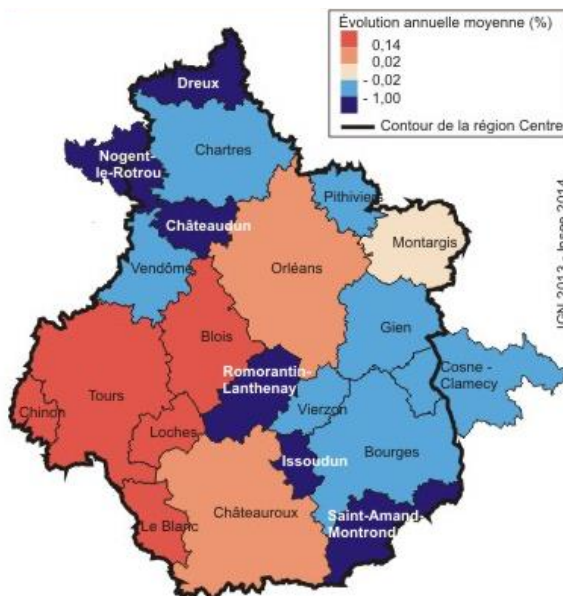 Évolution annuelle moyenne (%)
0,14
0,02
- 0,02
- 1,00
Contour de la région Centre
Dreux
Chartres
Nogent-
le-Rotrou
Pithiviers
Châteaudun
Montargis
Orléans
Vendôme
Gien
Blois
Cosne -
Clamecy
Romorantin-
Lanthenay
Tours
Chinon
Vierzon
Loches
Bourges
Issoudun
Châteauroux
Saint-Amand-
Montrond
Le Blanc
IGN 2013 - Insee 2014